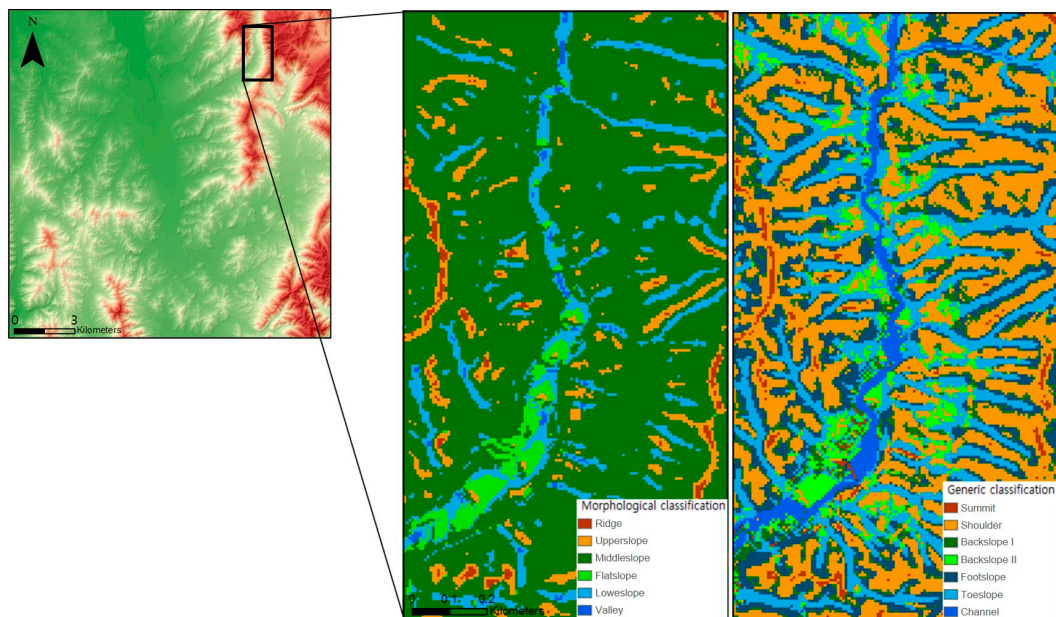 N
0 3
Kilometers
Morphological classification
Ridge
Upperslope
Middleslope
Flatslope
Loweslope
Valley
0 0.1 0.2
Kilometers
Generic classification
Summit
Shoulder
Backslope I
Backslope II
Footslope
Toeslope
Channel